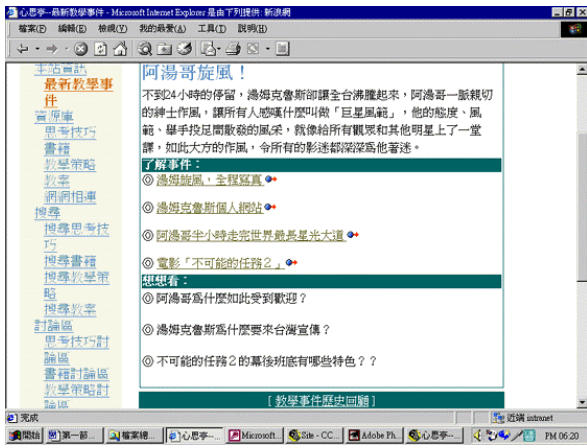 心思亭--最新教學事件 - Microsoft Internet Explorer 是由下列提供: 新浪網
檔案(F) 編輯(E) 檢視(V) 我的最愛(A) 工具(T) 說明(H)
本站資訊
最新教學事
件
資源庫
思考技巧
書籍
教學策略
教案
網網相連
搜尋
搜尋思考技
巧
搜尋書籍
搜尋教學策
略
搜尋教案
討論區
思考技巧討
論區
書籍討論區
教學策略討
論區
阿湯哥旋風！
不到24小時的停留，湯姆克魯斯卻讓全台沸騰起來，阿湯哥一脈親切
的紳士作風，讓所有人感嘆什麼叫做「巨星風範」，他的態度、風
範、舉手投足間散發的風采，就像給所有觀眾和其他明星上了一堂
課，如此大方的作風，令所有的影迷都深深為他著迷。
了解事件：
◎ 湯姆旋風，全程寫真
◎ 湯姆克魯斯個人網站
◎ 阿湯哥半小時走完世界最長星光大道
◎ 電影「不可能的任務２」
想想看：
◎ 阿湯哥為什麼如此受到歡迎？
◎ 湯姆克魯斯為什麼要來台灣宣傳？
◎ 不可能的任務２的幕後班底有哪些特色？？
[ 教學事件歷史回顧 ]
完成 近端 intranet
開始 第一節... 檔案總... 心思亭-... Microsoft... Site - CC... Adobe Ph... 心思亭-... PM 06:20